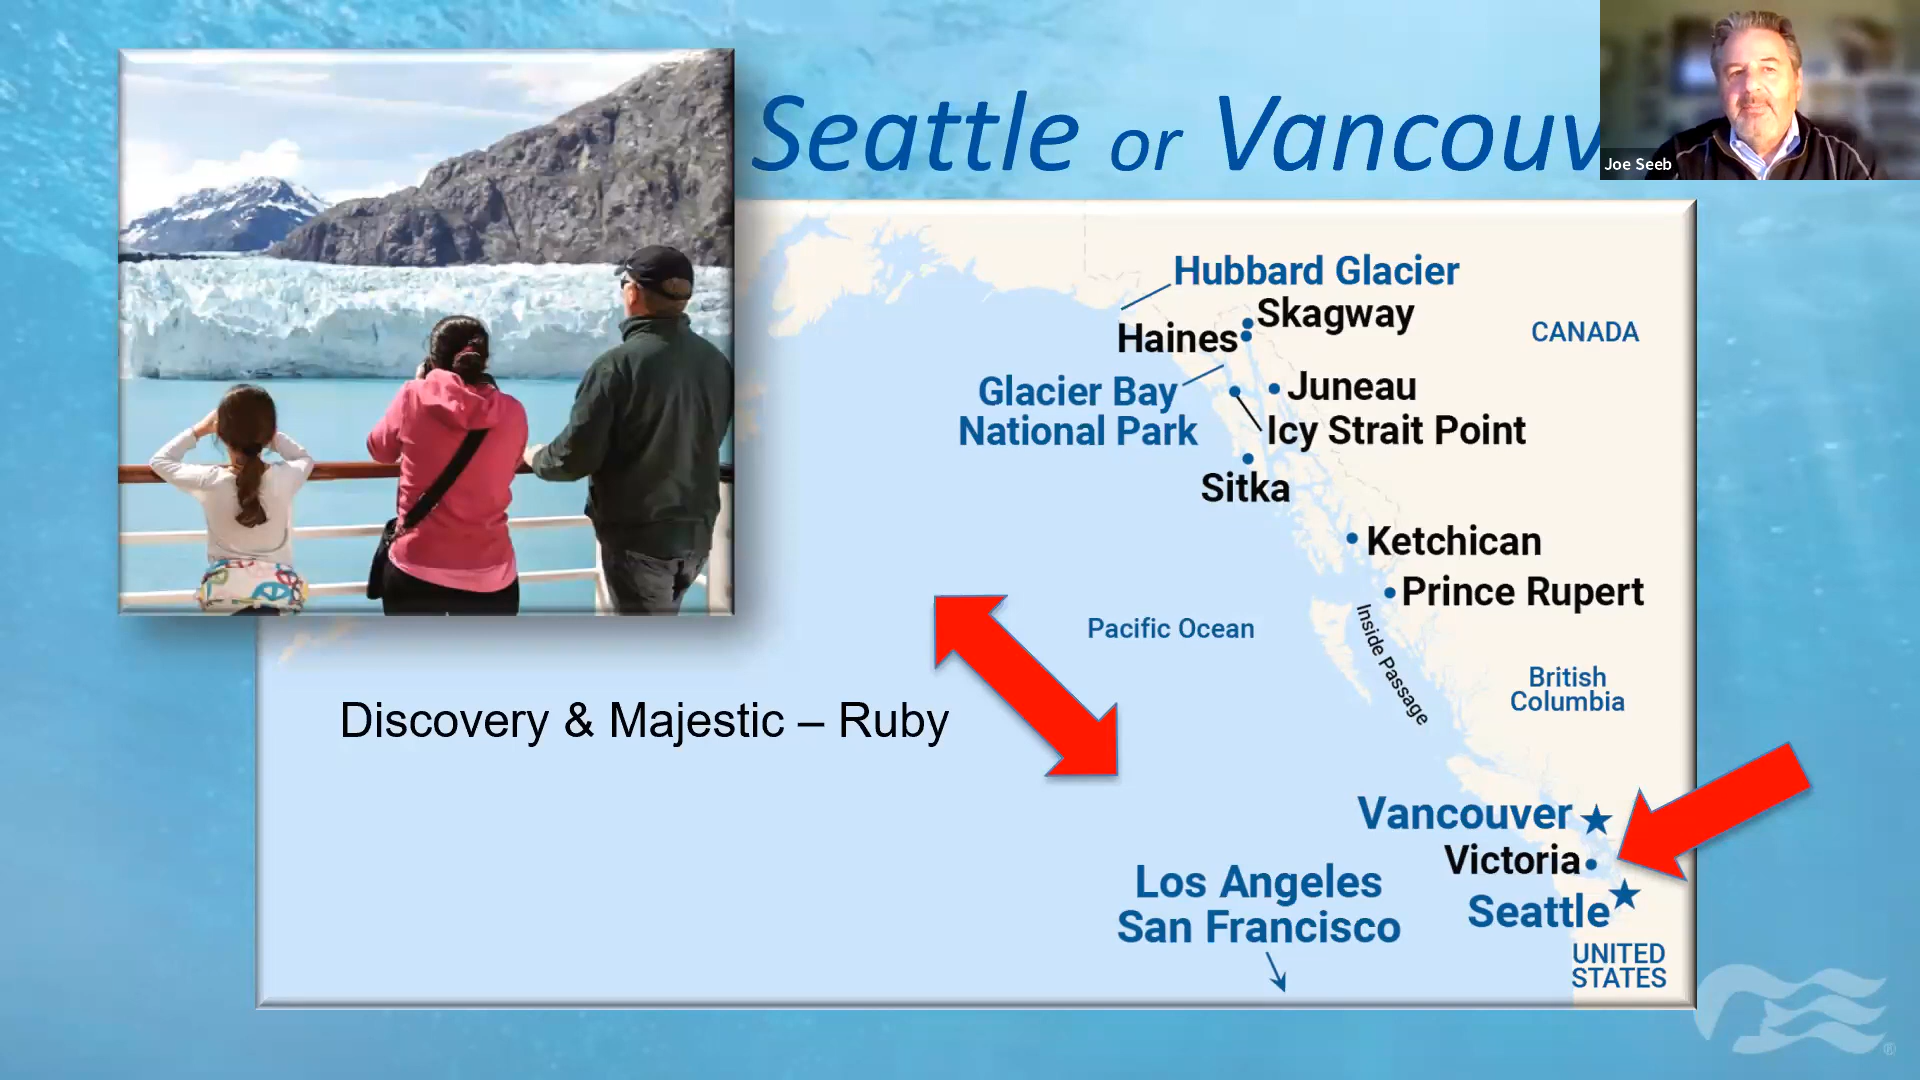 Seattle or Vancouv
Joe Seeb
Hubbard Glacier
Skagway
Haines
CANADA
Glacier Bay
National Park
Juneau
Icy Strait Point
Sitka
Ketchican
Prince Rupert
Inside Passage
Pacific Ocean
British
Columbia
Discovery & Majestic – Ruby
Vancouver
Victoria
Los Angeles
San Francisco
Seattle
UNITED
STATES
®